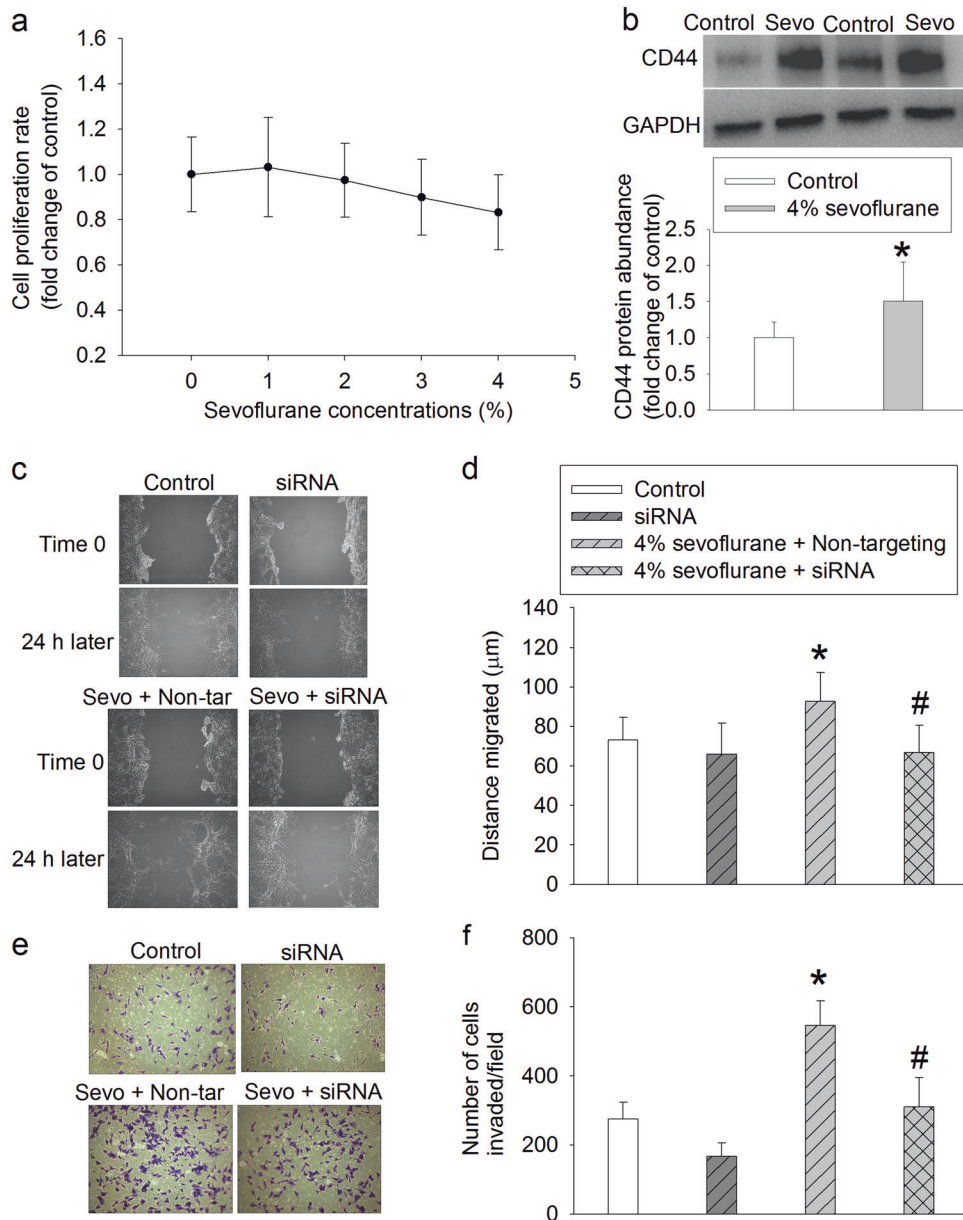 a
1.6
1.4
1.2
1.0
0.8
0.6
0.4
0.2
0 1 2 3 4 5
Sevoflurane concentrations (%)
Cell proliferation rate
(fold change of control)
b
Control Sevo Control Sevo
CD44
GAPDH
Control
4% sevoflurane
2.5
2.0
1.5
1.0
0.5
0.0
*
CD44 protein abundance
(fold change of control)
c
Control siRNA
Time 0
24 h later
Sevo + Non-tar Sevo + siRNA
Time 0
24 h later
d
Control
siRNA
4% sevoflurane + Non-targeting
4% sevoflurane + siRNA
140
120
100
80
60
40
20
0
*
#
Distance migrated (μm)
e
Control siRNA
Sevo + Non-tar Sevo + siRNA
f
800
600
400
200
0
*
#
Number of cells
invaded/field